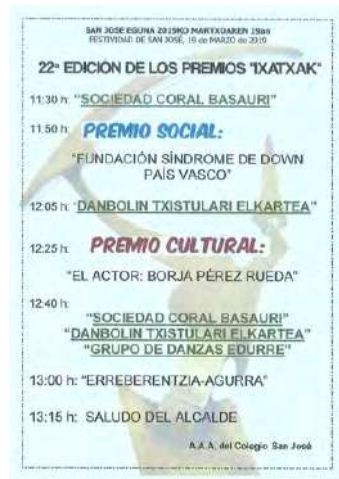 SAN JOSE EGUNA 2019KO MARTXOAREN 19an
FESTIVIDAD DE SAN JOSÉ, 19 de MARZO de 2019
22ª EDICIÓN DE LOS PREMIOS "IXATXAK"
11:30 h: "SOCIEDAD CORAL BASAURI"
11:50 h: PREMIO SOCIAL:
"FUNDACIÓN SÍNDROME DE DOWN
PAÍS VASCO"
12:05 h: "DANBOLIN TXISTULARI ELKARTEA"
12:25 h: PREMIO CULTURAL:
"EL ACTOR: BORJA PÉREZ RUEDA"
12:40 h:
"SOCIEDAD CORAL BASAURI"
"DANBOLIN TXISTULARI ELKARTEA"
"GRUPO DE DANZAS EDURRE"
13:00 h: "ERREBERENTZIA-AGURRA"
13:15 h: SALUDO DEL ALCALDE
A.A.A. del Colegio San José